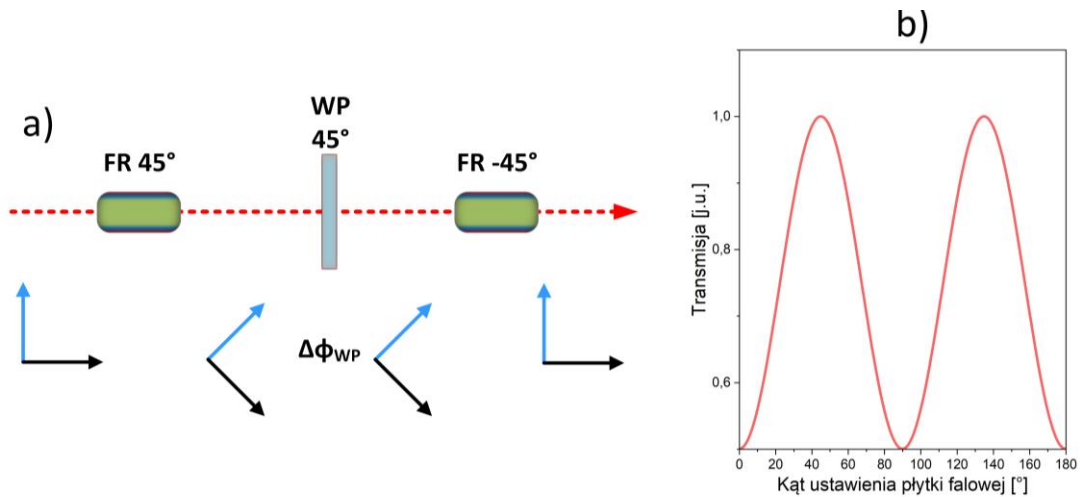 a)
FR 45°
WP
45°
FR -45°
Δϕ_WP
b)
Transmisja [j.u.]
1,0
0,8
0,6
0 20 40 60 80 100 120 140 160 180
Kąt ustawienia płytki falowej [°]